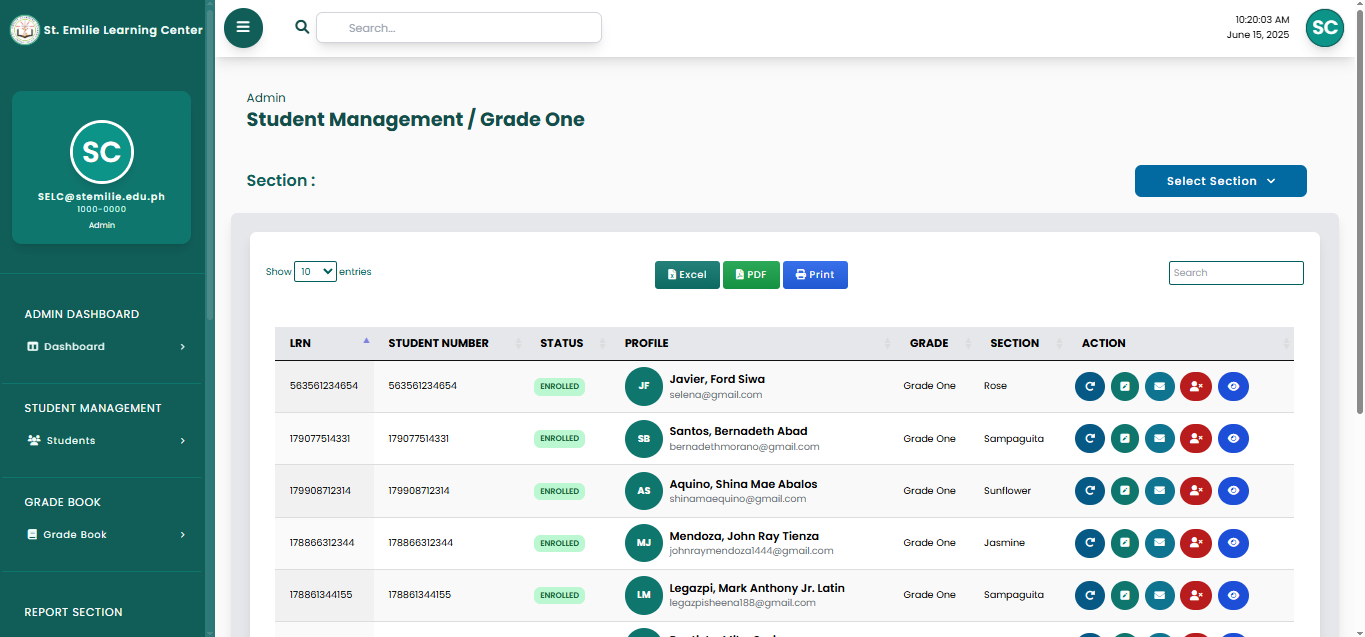 St. Emilie Learning Center
Search...
10:20:03 AM
June 15, 2025
SC
SC
SELC@stemilie.edu.ph
1000-0000
Admin
ADMIN DASHBOARD
Dashboard
STUDENT MANAGEMENT
Students
GRADE BOOK
Grade Book
REPORT SECTION
Admin
Student Management / Grade One
Section :
Select Section
Show 10 entries
Excel
PDF
Print
Search
LRN STUDENT NUMBER STATUS PROFILE GRADE SECTION ACTION
563561234654 563561234654 ENROLLED JF Javier, Ford Siwa Grade One Rose
selena@gmail.com
179077514331 179077514331 ENROLLED SB Santos, Bernadeth Abad Grade One Sampaguita
bernadethmorano@gmail.com
179908712314 179908712314 ENROLLED AS Aquino, Shina Mae Abalos Grade One Sunflower
shinamaequino@gmail.com
178866312344 178866312344 ENROLLED MJ Mendoza, John Ray Tienza Grade One Jasmine
johnraymendoza1444@gmail.com
178861344155 178861344155 ENROLLED LM Legazpi, Mark Anthony Jr. Latin Grade One Sampaguita
legazpisheena188@gmail.com